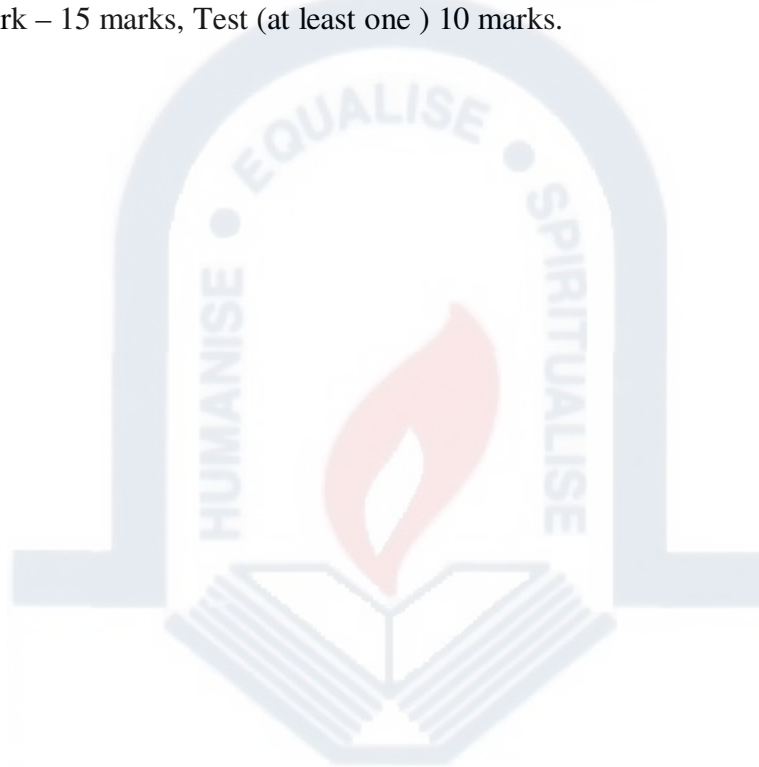 rk – 15 marks, Test (at least one ) 10 marks.
HUMANISE • EQUALISE • SPIRITUALISE